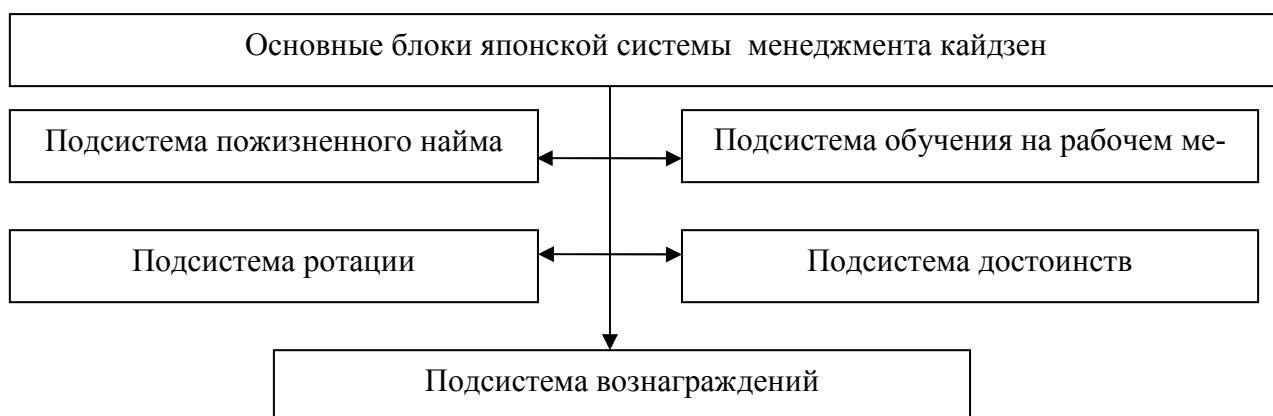 Основные блоки японской системы менеджмента кайдзен
Подсистема пожизненного найма
Подсистема обучения на рабочем ме-
Подсистема ротации
Подсистема достоинств
Подсистема вознаграждений